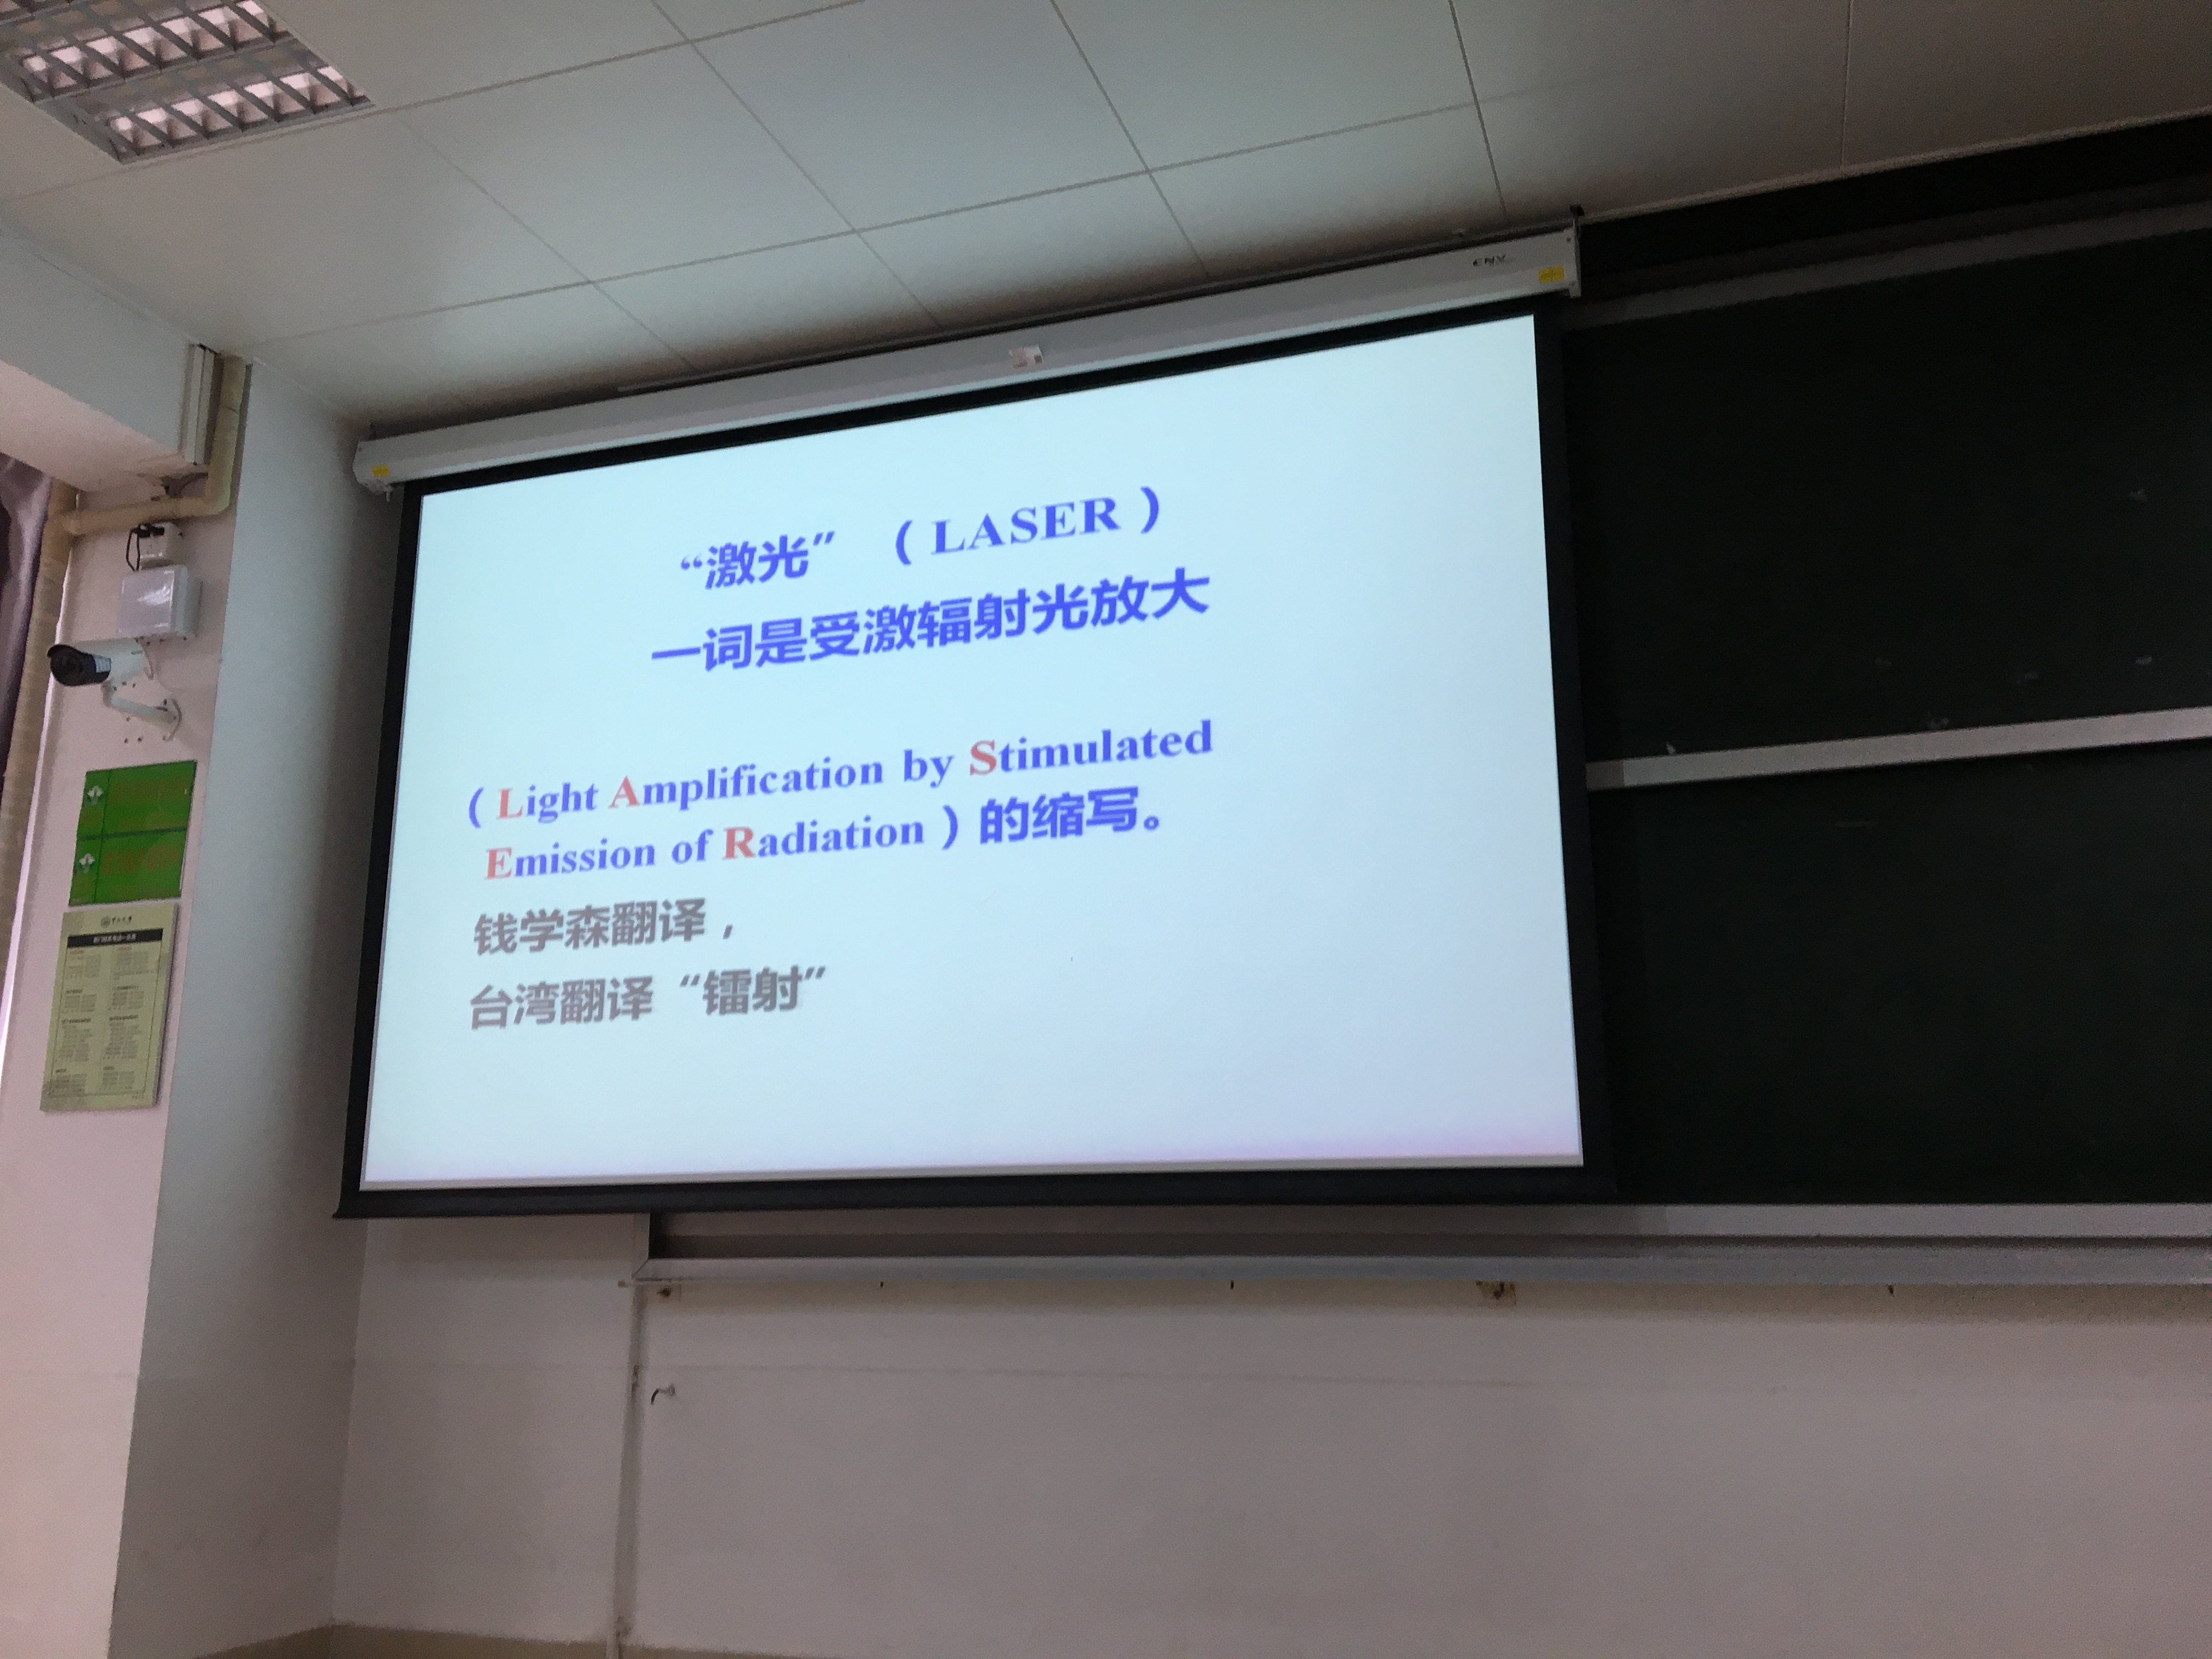 ENV
“激光” （LASER）
一词是受激辐射光放大
（Light Amplification by Stimulated
Emission of Radiation）的缩写。
钱学森翻译，
台湾翻译“镭射”